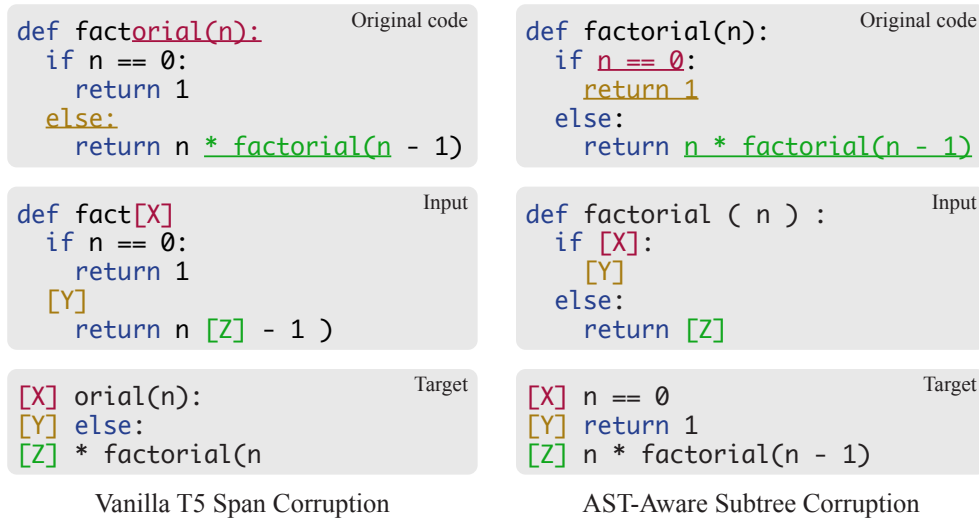 Original code
def factorial(n):
  if n == 0:
    return 1
  else:
    return n * factorial(n - 1)
Input
def fact[X]
  if n == 0:
    return 1
  [Y]
    return n [Z] - 1 )
Target
[X] orial(n):
[Y] else:
[Z] * factorial(n
Vanilla T5 Span Corruption
Original code
def factorial(n):
  if n == 0:
    return 1
  else:
    return n * factorial(n - 1)
Input
def factorial ( n ) :
  if [X]:
    [Y]
  else:
    return [Z]
Target
[X] n == 0
[Y] return 1
[Z] n * factorial(n - 1)
AST-Aware Subtree Corruption